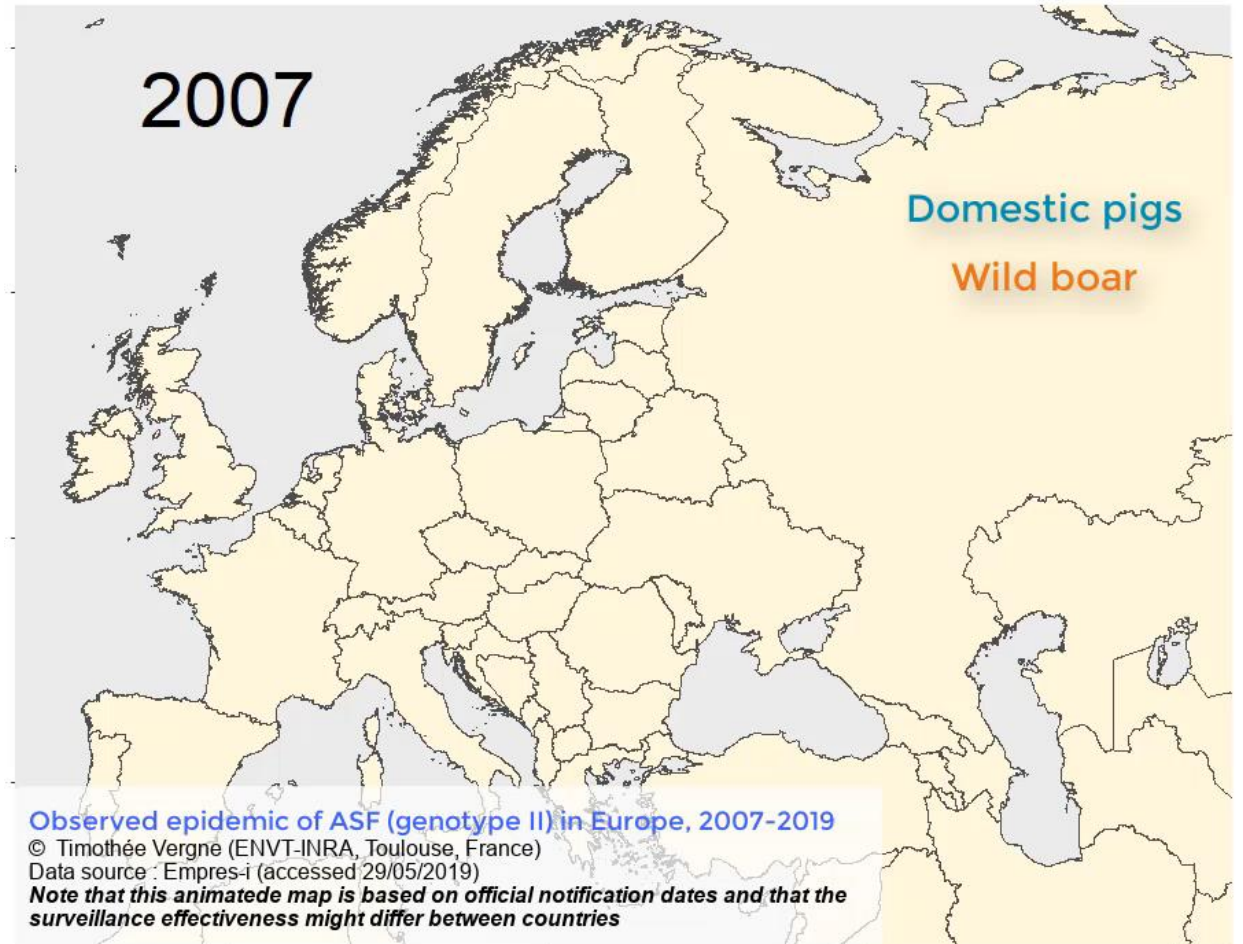 2007
Domestic pigs
Wild boar
Observed epidemic of ASF (genotype II) in Europe, 2007-2019
© Timothée Vergne (ENVT-INRA, Toulouse, France)
Data source : Empres-i (accessed 29/05/2019)
Note that this animatede map is based on official notification dates and that the
surveillance effectiveness might differ between countries